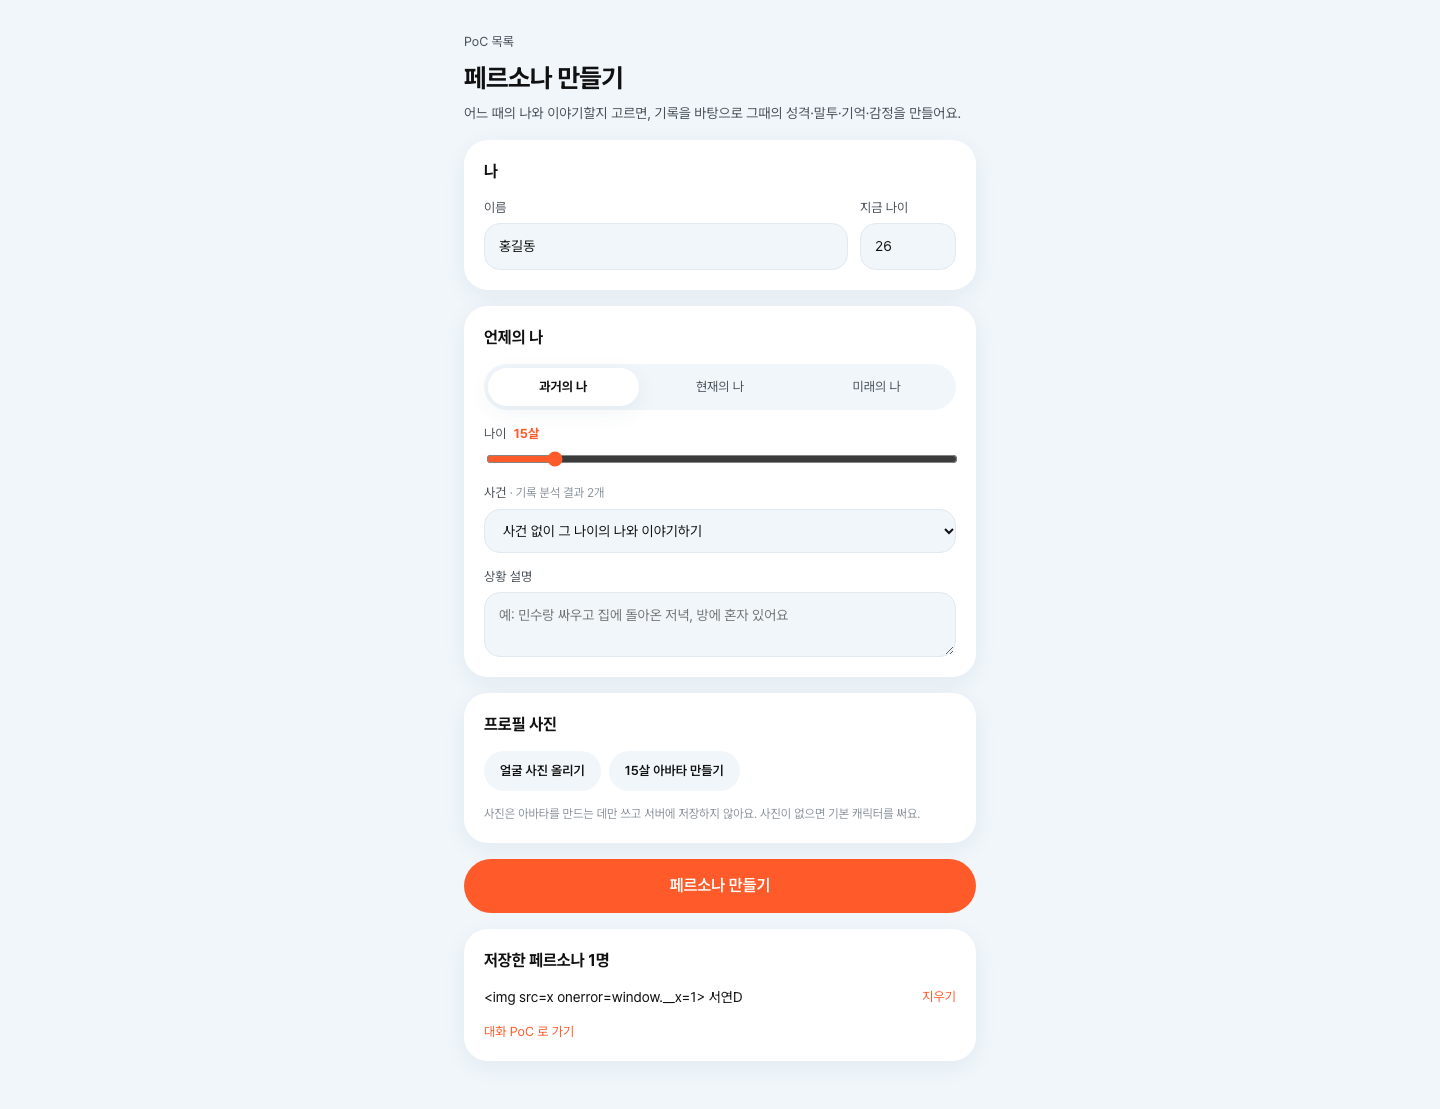 PoC 목록
페르소나 만들기
어느 때의 나와 이야기할지 고르면, 기록을 바탕으로 그때의 성격·말투·기억·감정을 만들어요.
나
이름
지금 나이
홍길동
26
언제의 나
과거의 나
현재의 나
미래의 나
나이 15살
사건 · 기록 분석 결과 2개
사건 없이 그 나이의 나와 이야기하기
상황 설명
예: 민수랑 싸우고 집에 돌아온 저녁, 방에 혼자 있어요
프로필 사진
얼굴 사진 올리기
15살 아바타 만들기
사진은 아바타를 만드는 데만 쓰고 서버에 저장하지 않아요. 사진이 없으면 기본 캐릭터를 써요.
페르소나 만들기
저장한 페르소나 1명
<img src=x onerror=window.__x=1> 서연D
지우기
대화 PoC 로 가기